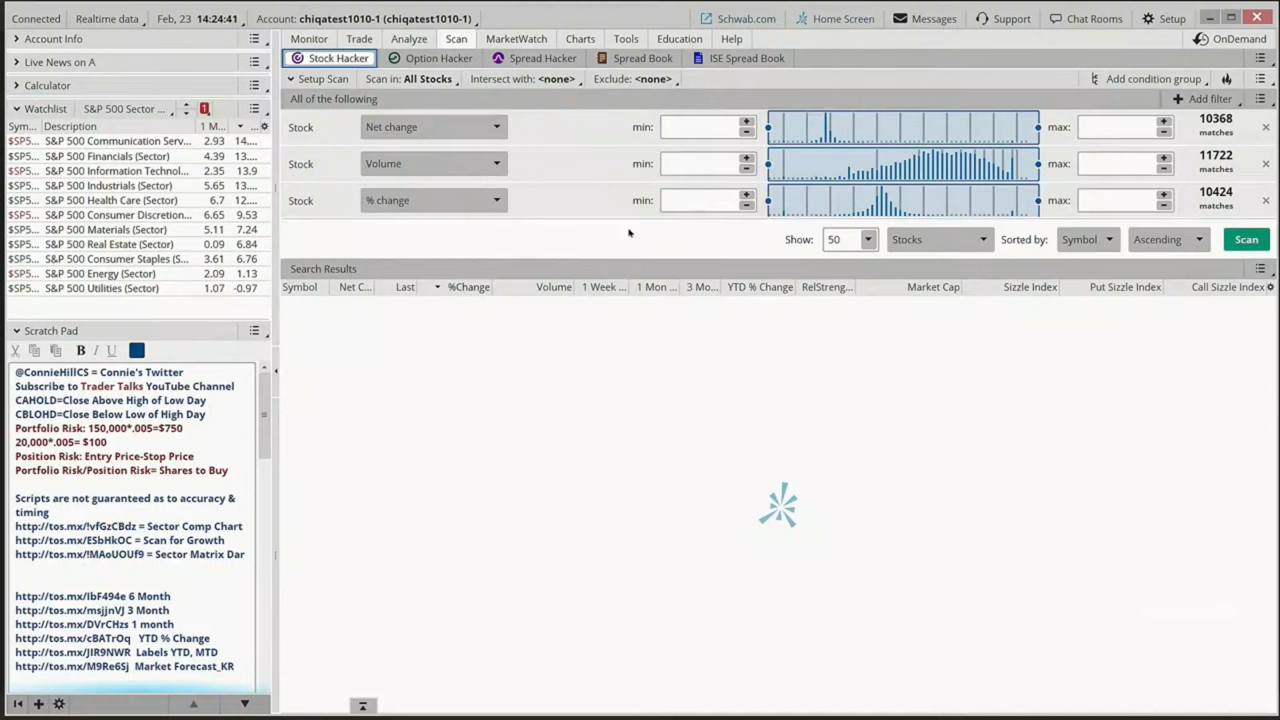 Connected Realtime data Feb, 23 14:24:41 Account: chiqatest1010-1 (chiqatest1010-1) Schwab.com Home Screen Messages Support Chat Rooms Setup
Account Info
Live News on A
Calculator
Watchlist S&P 500 Sector ... 1
Sym... Description 1 M... ...
$SP5... S&P 500 Communication Serv... 2.93 14....
$SP5... S&P 500 Financials (Sector) 4.39 13....
$SP5... S&P 500 Information Technol... 2.35 13.9
$SP5... S&P 500 Industrials (Sector) 5.65 13....
$SP5... S&P 500 Health Care (Sector) 6.7 12....
$SP5... S&P 500 Consumer Discretion... 6.65 9.53
$SP5... S&P 500 Materials (Sector) 5.11 7.24
$SP5... S&P 500 Real Estate (Sector) 0.09 6.84
$SP5... S&P 500 Consumer Staples (S... 3.61 6.76
$SP5... S&P 500 Energy (Sector) 2.09 1.13
$SP5... S&P 500 Utilities (Sector) 1.07 -0.97
Scratch Pad
B I U
@ConnieHillCS = Connie's Twitter
Subscribe to Trader Talks YouTube Channel
CAHOLD=Close Above High of Low Day
CBLOHD=Close Below Low of High Day
Portfolio Risk: 150,000*.005=$750
20,000*.005= $100
Position Risk: Entry Price-Stop Price
Portfolio Risk/Position Risk= Shares to Buy
Scripts are not guaranteed as to accuracy &
timing
http://tos.mx/!vfGzCBdz = Sector Comp Chart
http://tos.mx/ESbHkOC = Scan for Growth
http://tos.mx/!MAoUOUf9 = Sector Matrix Dar
http://tos.mx/IbF494e 6 Month
http://tos.mx/msjjnVJ 3 Month
http://tos.mx/DVrCHzs 1 month
http://tos.mx/cBATrOq YTD % Change
http://tos.mx/JIR9NWR Labels YTD, MTD
http://tos.mx/M9Re6Sj Market Forecast_KR
Monitor Trade Analyze Scan MarketWatch Charts Tools Education Help OnDemand
Stock Hacker Option Hacker Spread Hacker Spread Book ISE Spread Book
Setup Scan Scan in: All Stocks Intersect with: <none> Exclude: <none> Add condition group
All of the following Add filter
Stock Net change min: max: 10368 matches
Stock Volume min: max: 11722 matches
Stock % change min: max: 10424 matches
Show: 50 Stocks Sorted by: Symbol Ascending Scan
Search Results
Symbol Net C... Last %Change Volume 1 Week ... 1 Mon ... 3 Mo... YTD % Change RelStreng... Market Cap Sizzle Index Put Sizzle Index Call Sizzle Index